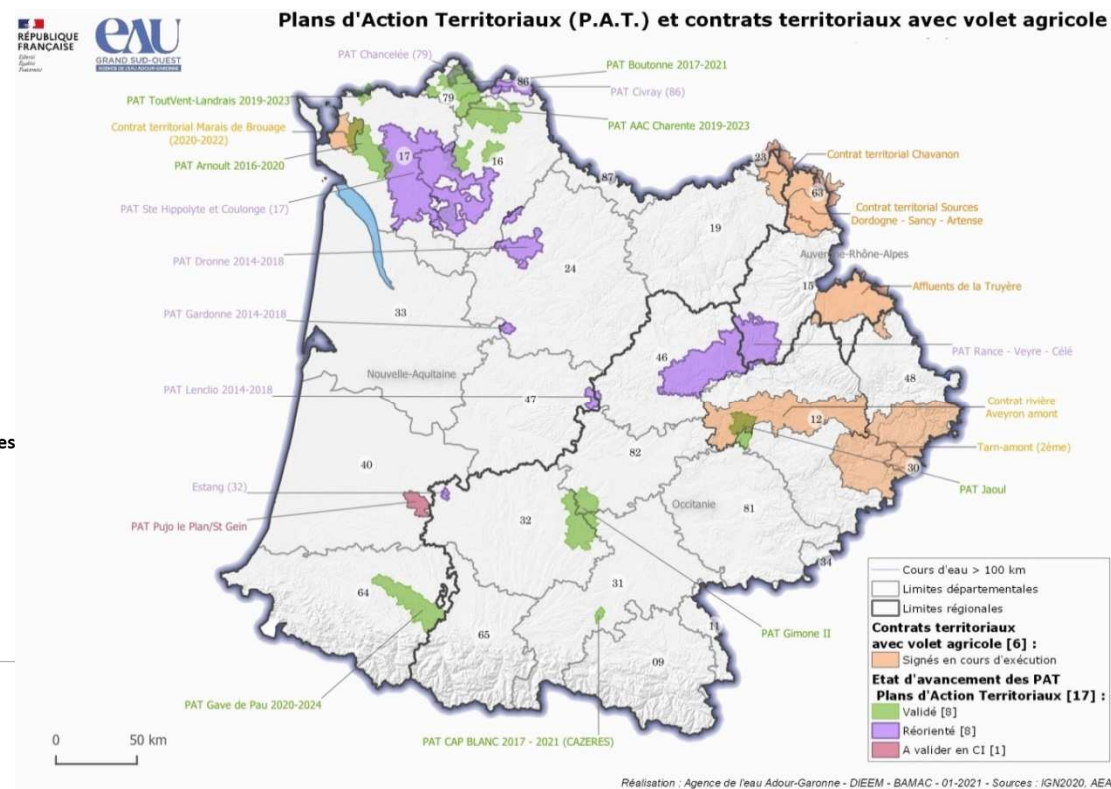 Plans d'Action Territoriaux (P.A.T.) et contrats territoriaux avec volet agricole
RÉPUBLIQUE
FRANÇAISE
Liberté
Égalité
Fraternité
eau
GRAND SUD-OUEST
AGENCE DE L'EAU ADOUR-GARONNE
PAT Chancelée (79)
PAT Boutonne 2017-2021
86
PAT Civray (86)
79
PAT ToutVent-Landrais 2019-2023
PAT AAC Charente 2019-2023
Contrat territorial Marais de Brouage
(2020-2022)
PAT Arnoult 2016-2020
17
16
87
23
Contrat territorial Chavanon
63
Contrat territorial Sources
Dordogne - Sancy - Artense
PAT Ste Hippolyte et Coulonge (17)
19
Auvergne-Rhône-Alpes
PAT Dronne 2014-2018
24
15
Affluents de la Truyère
33
PAT Gardonne 2014-2018
46
PAT Rance - Veyre - Célé
Nouvelle-Aquitaine
48
PAT Lenclio 2014-2018
47
Contrat rivière
Aveyron amont
12
es
Tarn-amont (2ème)
82
30
40
PAT Jaoul
Estang (32)
Occitanie
81
32
PAT Pujo le Plan/St Gein
34
31
64
65
11
PAT Gimone II
09
PAT Gave de Pau 2020-2024
PAT CAP BLANC 2017 - 2021 (CAZERES)
0 50 km
Cours d'eau > 100 km
Limites départementales
Limites régionales
Contrats territoriaux
avec volet agricole [6] :
Signés en cours d'exécution
Etat d'avancement des PAT
Plans d'Action Territoriaux [17] :
Validé [8]
Réorienté [8]
A valider en CI [1]
Réalisation : Agence de l'eau Adour-Garonne - DIEEM - BAMAC - 01-2021 - Sources : IGN2020, AEA